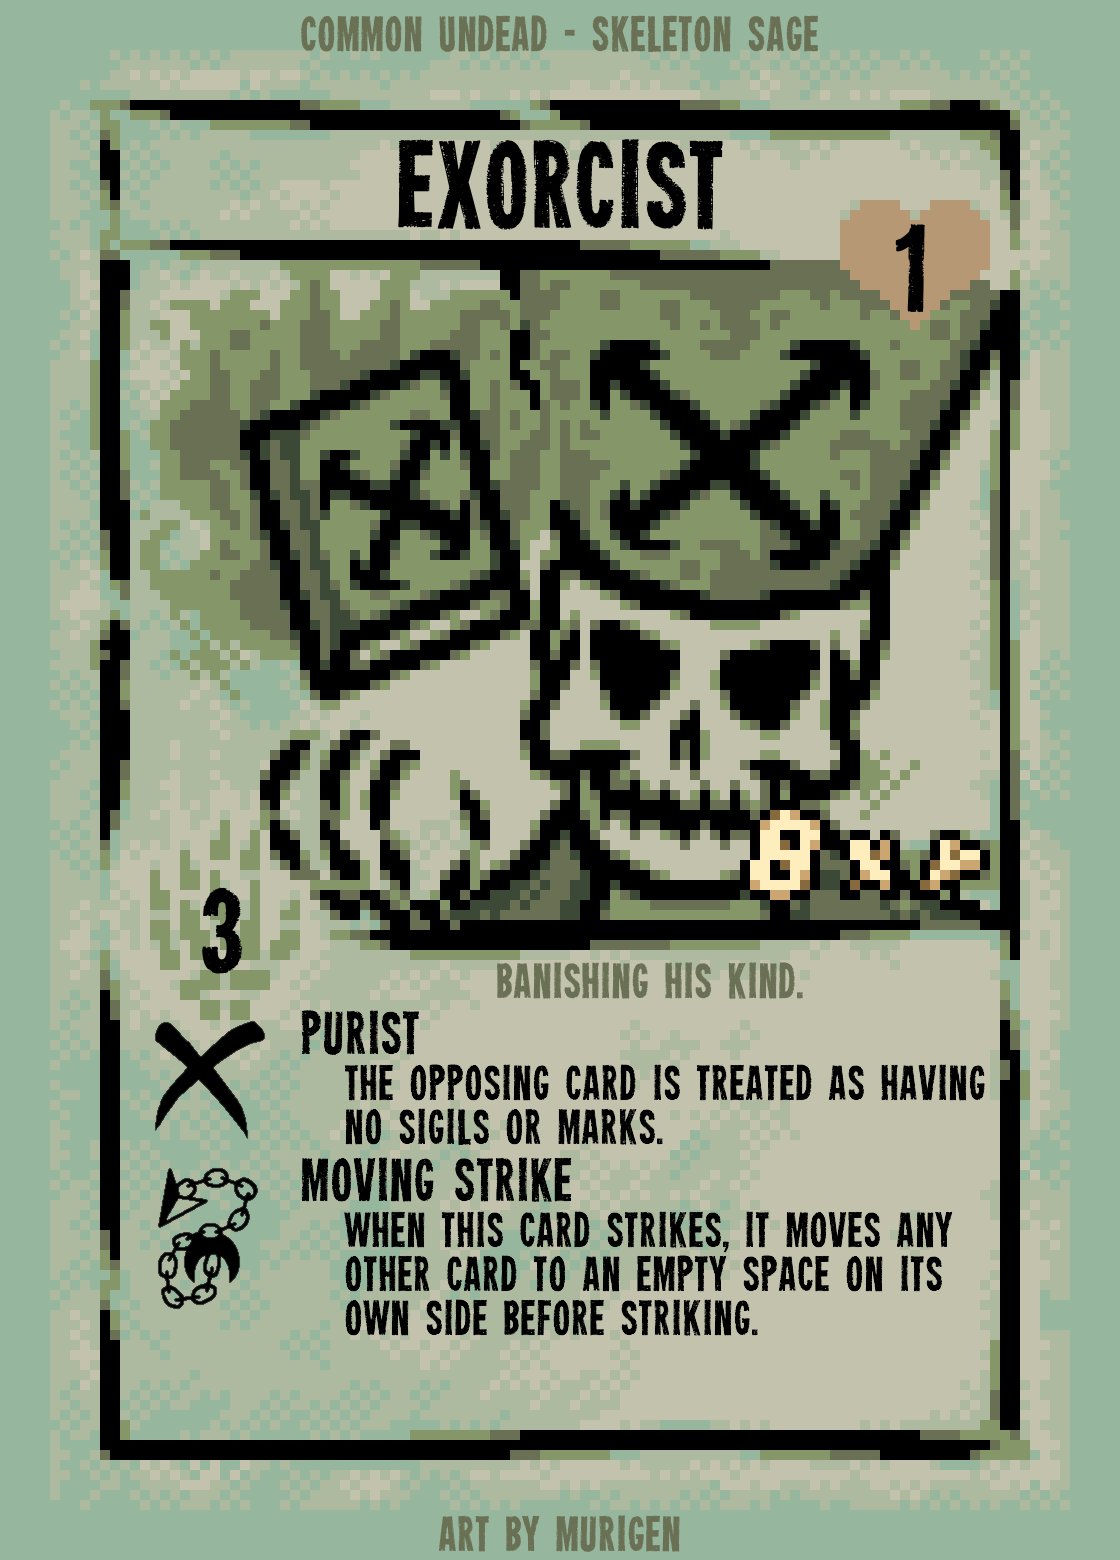 COMMON UNDEAD - SKELETON SAGE
EXORCIST
1
8 X
3
BANISHING HIS KIND.
PURIST
THE OPPOSING CARD IS TREATED AS HAVING
NO SIGILS OR MARKS.
MOVING STRIKE
WHEN THIS CARD STRIKES, IT MOVES ANY
OTHER CARD TO AN EMPTY SPACE ON ITS
OWN SIDE BEFORE STRIKING.
ART BY MURIGEN